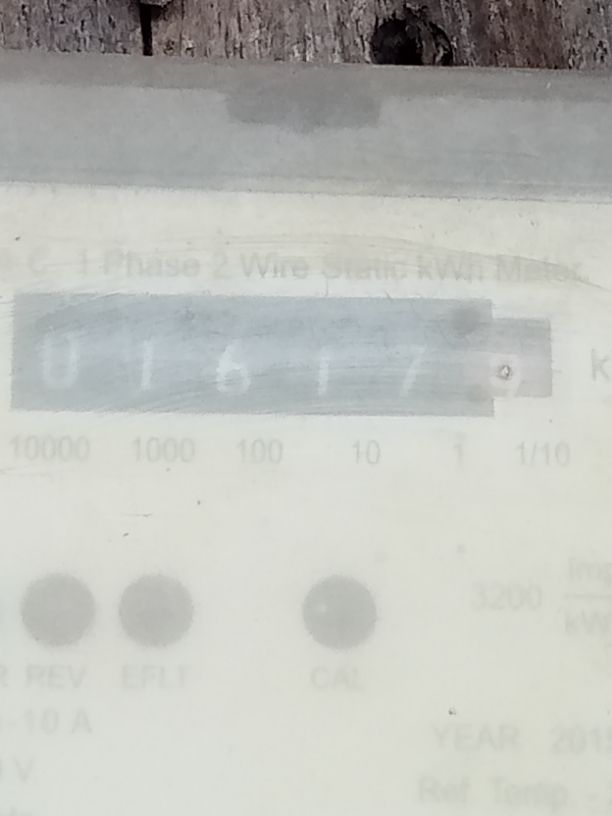 C 1 Phase 2 Wire Static kWh Meter
0 1 6 1 7
10000 1000 100 10 1 1/10
3200
REV EFLT CAL
-10 A
YEAR
V
Ref. Temp -